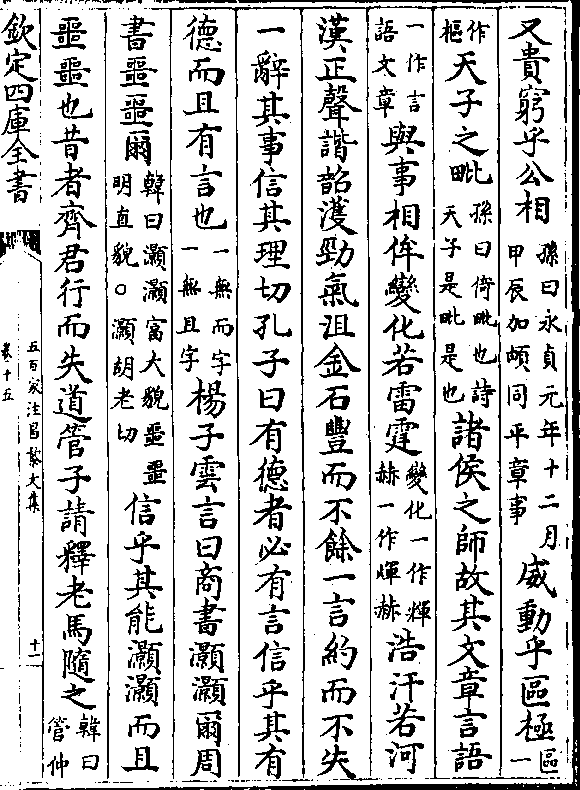 又貴窮乎公相孫曰永貞元年十二月甲辰加頔同平章事威動乎區極區一
作樞天子之毗孫曰倚毗也詩天子是毗是也諸侯之師故其文章言語
一作言語文章與事相侔變化若雷霆變化一作輝赫一作煇赫浩汗若河
漢正聲諧韶濩勁氣沮金石豐而不餘一言約而不失
一辭其事信其理切孔子曰有德者必有言信乎其有
德而且有言也一無而字一無且字楊子雲言曰商書灝灝爾周
書噩噩爾韓曰灝灝富大貌噩噩明直貌○灝胡老切信乎其能灝灝而且
噩噩也昔者齊君行而失道管子請釋老馬隨之韓曰管仲
欽定四庫全書
五百家注昌黎文集
卷十五
十一